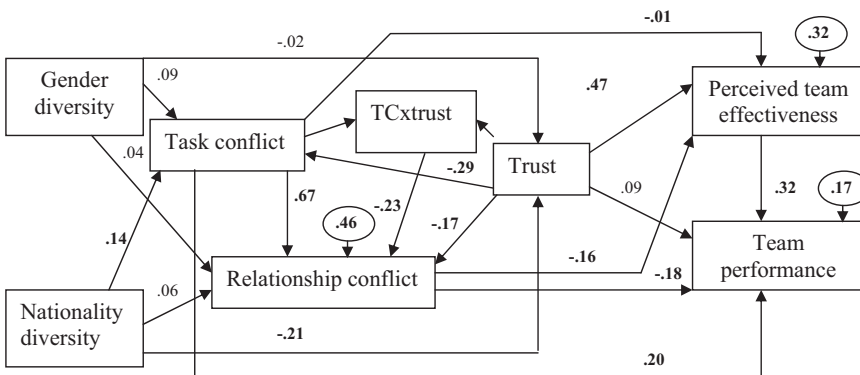 -.01
-.02
.32
Gender
diversity
.09
.47
Perceived team
effectiveness
TCxtrust
Task conflict
Trust
.04
-.29
.09
.32
.17
.67
-.23
-.17
.46
.14
Team
performance
Relationship conflict
-.16
-.18
.06
Nationality
diversity
-.21
.20